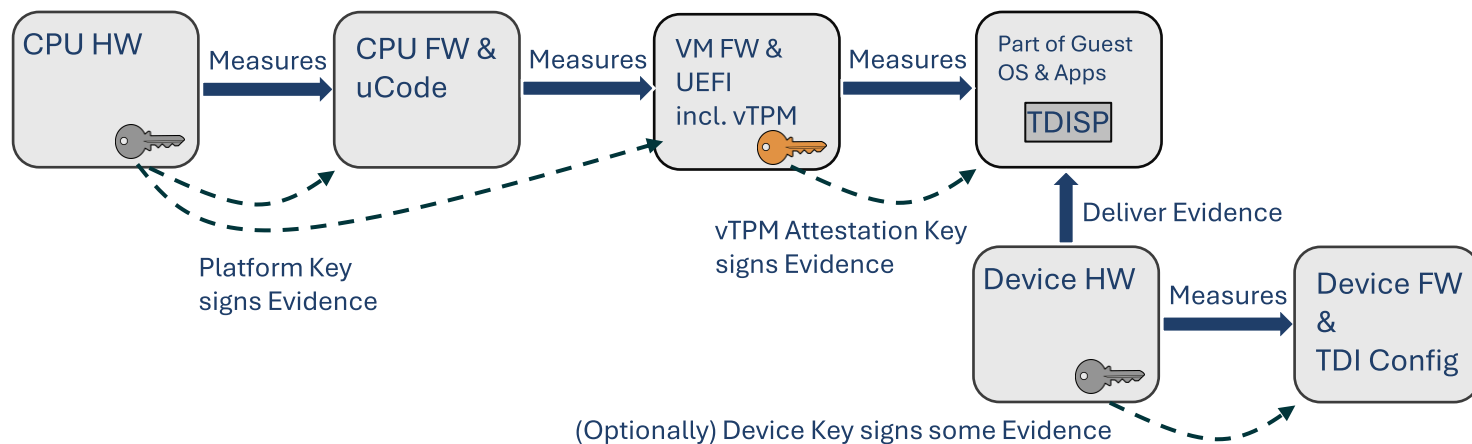 CPU HW
Measures
CPU FW &
uCode
Measures
VM FW &
UEFI
incl. vTPM
Measures
Part of Guest
OS & Apps
TDISP
Platform Key
signs Evidence
vTPM Attestation Key
signs Evidence
Deliver Evidence
Device HW
Measures
Device FW
&
TDI Config
(Optionally) Device Key signs some Evidence